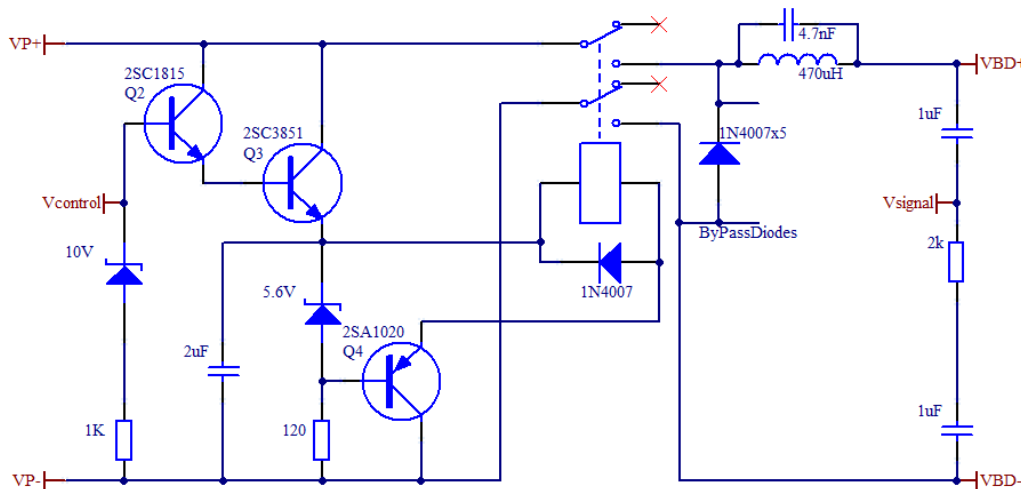 4.7nF
VP+
VBD+
470uH
2SC1815
Q2
1uF
2SC3851
Q3
1N4007x5
Vcontrol
Vsignal
ByPassDiodes
10V
2k
5.6V
1N4007
2SA1020
Q4
2uF
1uF
1K
120
VP-
VBD-